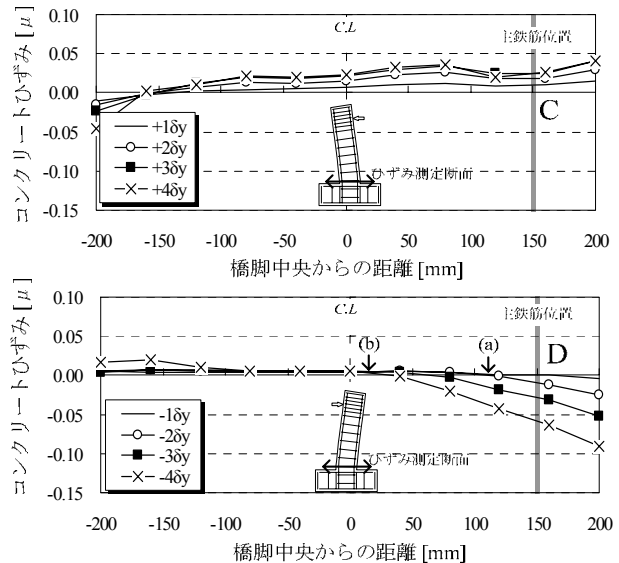 コンクリートひずみ [μ]
0.10
0.05
0.00
-0.05
-0.10
-0.15
C.L
主鉄筋位置
C
+1δy
+2δy
+3δy
+4δy
ひずみ測定断面
-200 -150 -100 -50 0 50 100 150 200
橋脚中央からの距離 [mm]
コンクリートひずみ [μ]
0.10
0.05
0.00
-0.05
-0.10
-0.15
C.L
主鉄筋位置
(b)
(a)
D
-1δy
-2δy
-3δy
-4δy
ひずみ測定断面
-200 -150 -100 -50 0 50 100 150 200
橋脚中央からの距離 [mm]